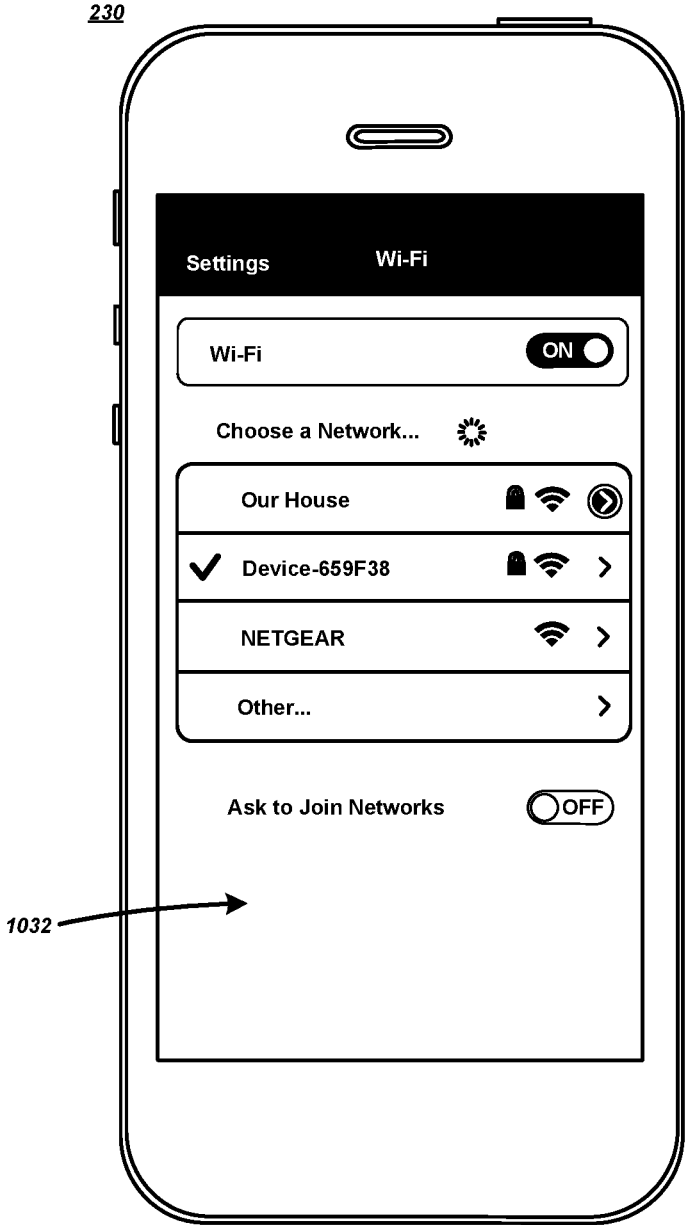 230
Settings Wi-Fi
Wi-Fi ON
Choose a Network...
Our House
Device-659F38
NETGEAR
Other...
Ask to Join Networks OFF
1032